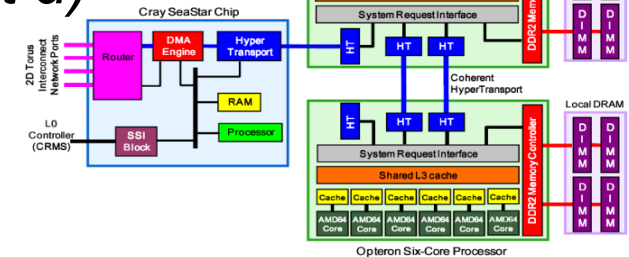 Cray SeaStar Chip
2D Torus
Interconnect
Network Ports
Router
DMA
Engine
Hyper
Transport
RAM
Processor
L0
Controller
(CRMS)
SSI
Block
System Request Interface
HT
HT
HT
DDR2 Mem
DIMM
DIMM
Coherent
HyperTransport
HT
HT
HT
System Request Interface
Shared L3 cache
Cache Cache Cache Cache Cache Cache
AMD64 AMD64 AMD64 AMD64 AMD64 AMD64
Core Core Core Core Core Core
DDR2 Memory Controller
Local DRAM
DIMM
DIMM
DIMM
DIMM
Opteron Six-Core Processor